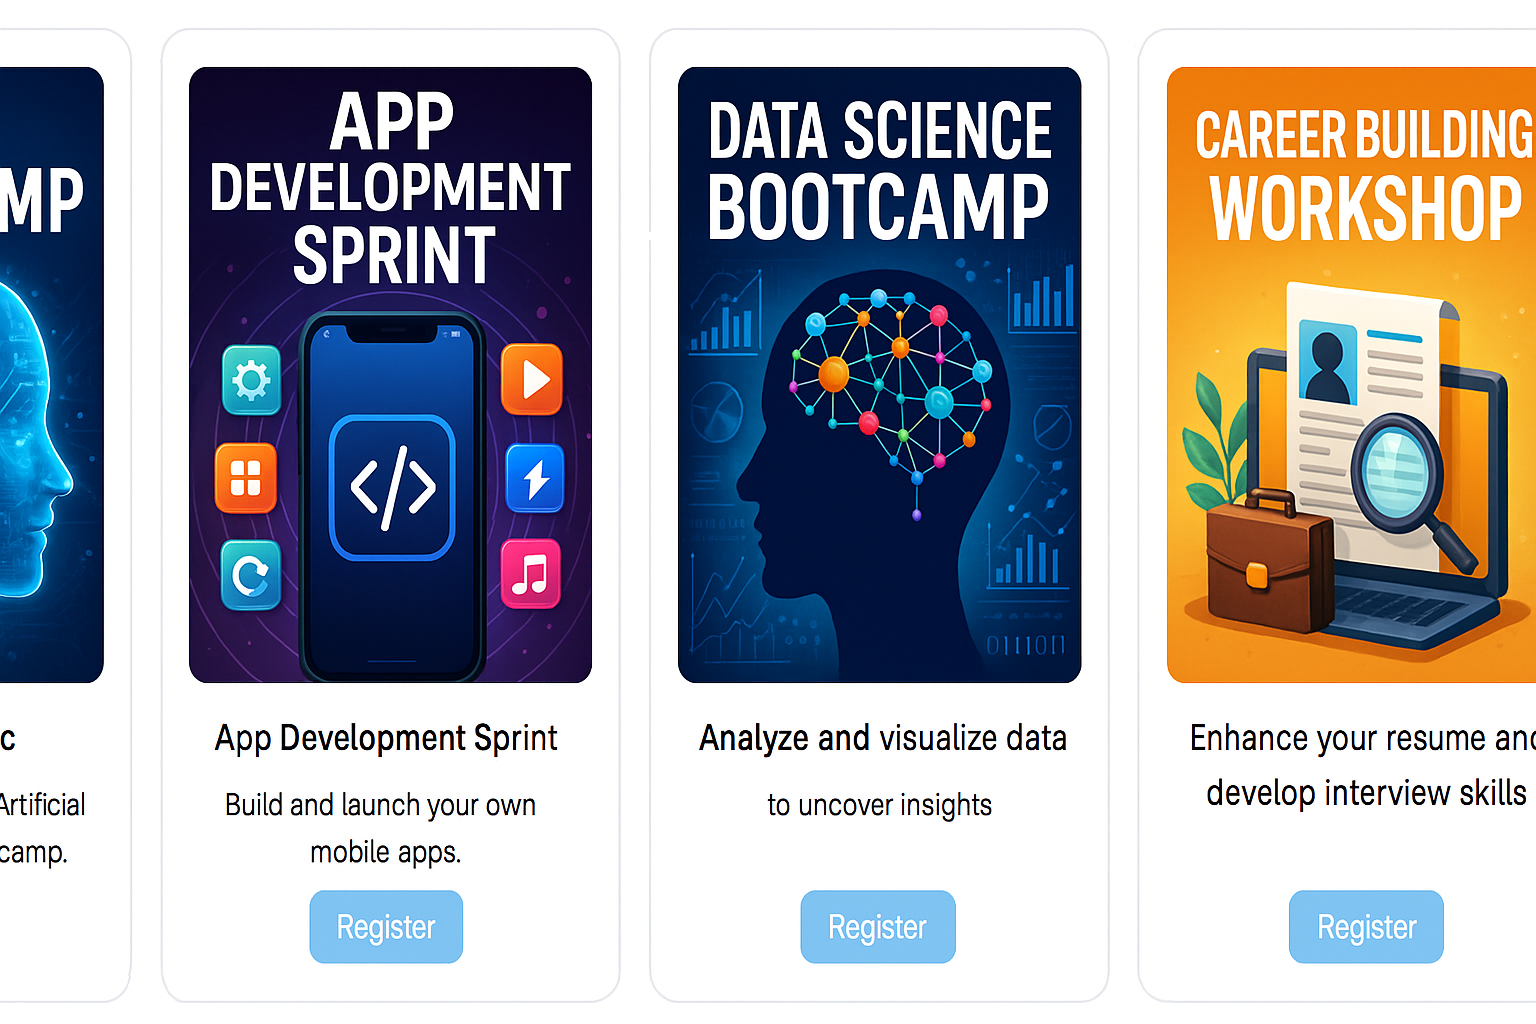 MP
c
Artificial
camp.
APP
DEVELOPMENT
SPRINT
App Development Sprint
Build and launch your own
mobile apps.
Register
DATA SCIENCE
BOOTCAMP
011011
Analyze and visualize data
to uncover insights
Register
CAREER BUILDING
WORKSHOP
Enhance your resume and
develop interview skills
Register